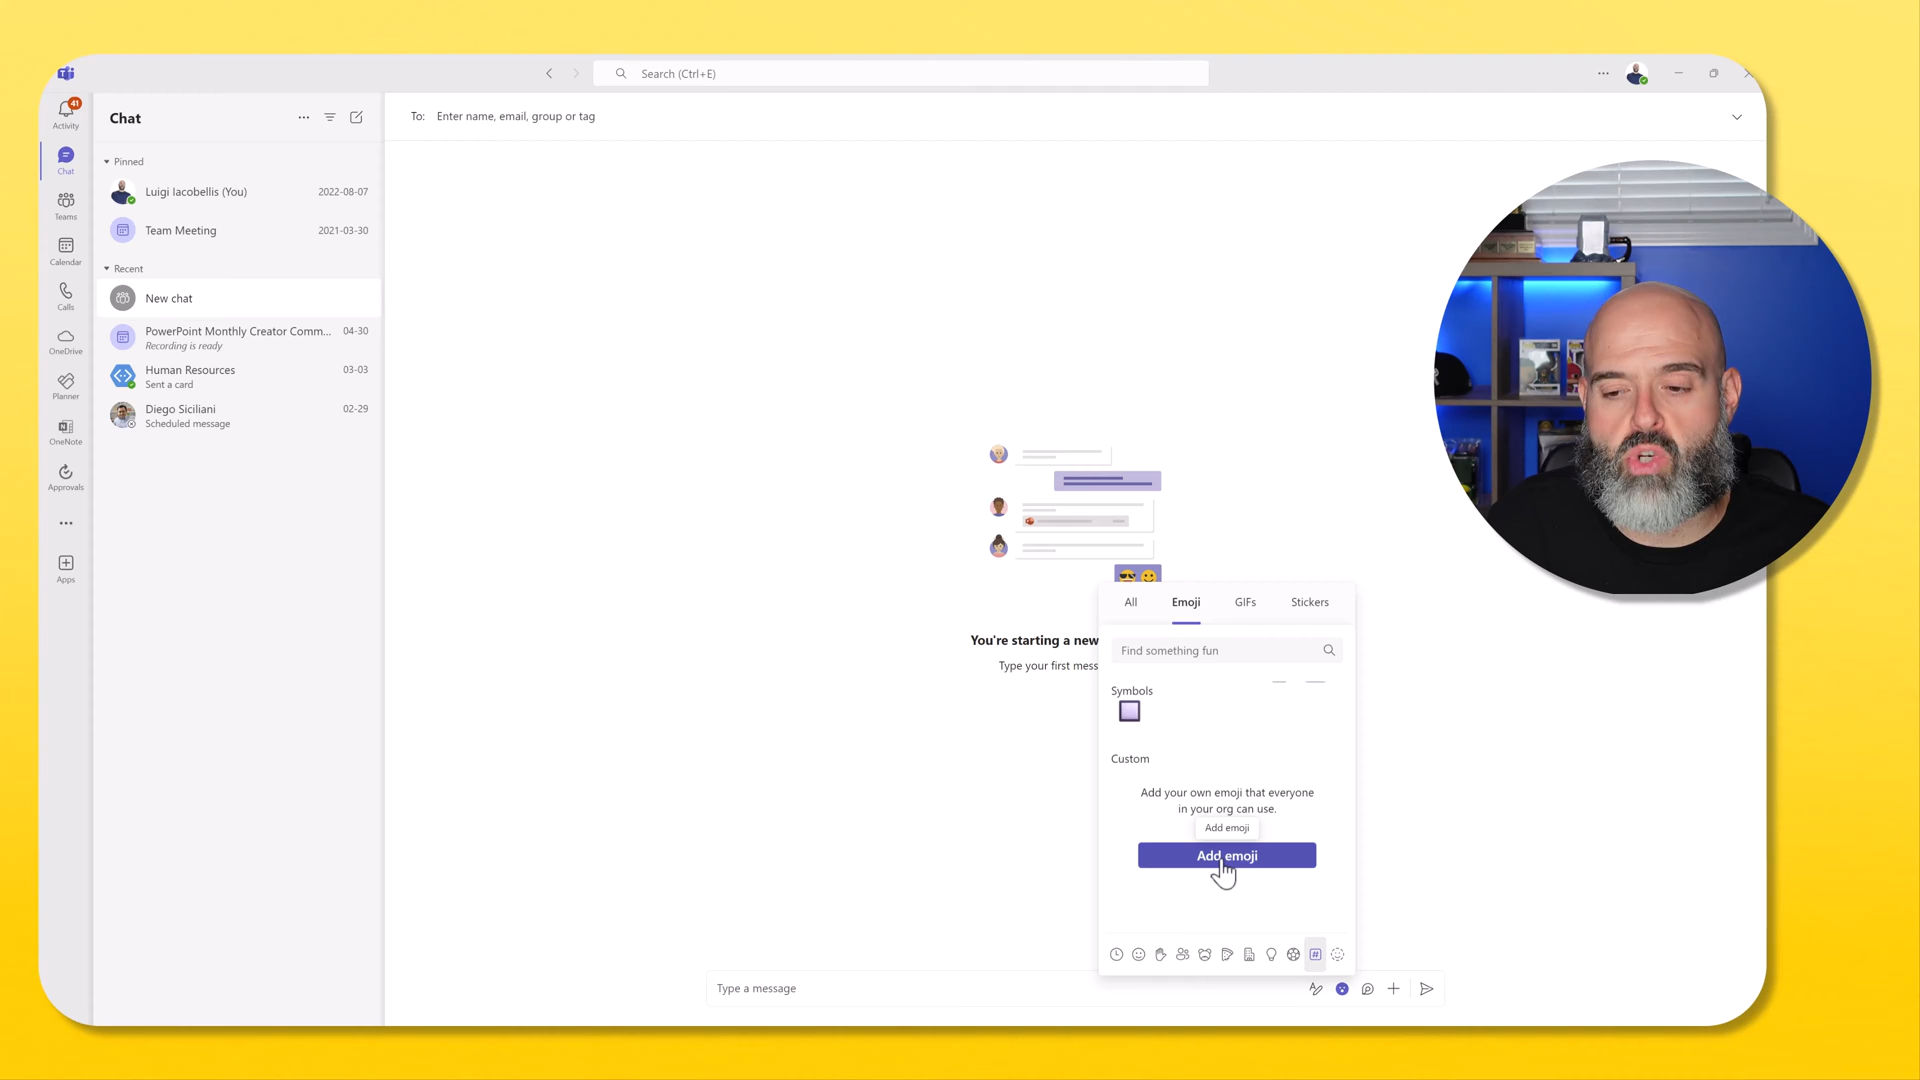 Search (Ctrl+E)
41
Activity
Chat
Teams
Calendar
Calls
OneDrive
Planner
OneNote
Approvals
Apps
Chat
Pinned
Luigi Iacobellis (You) 2022-08-07
Team Meeting 2021-03-30
Recent
New chat
PowerPoint Monthly Creator Comm... 04-30
Recording is ready
Human Resources 03-03
Sent a card
Diego Siciliani 02-29
Scheduled message
To: Enter name, email, group or tag
You're starting a new
Type your first mess
All Emoji GIFs Stickers
Find something fun
Symbols
Custom
Add your own emoji that everyone
in your org can use.
Add emoji
Add emoji
Type a message